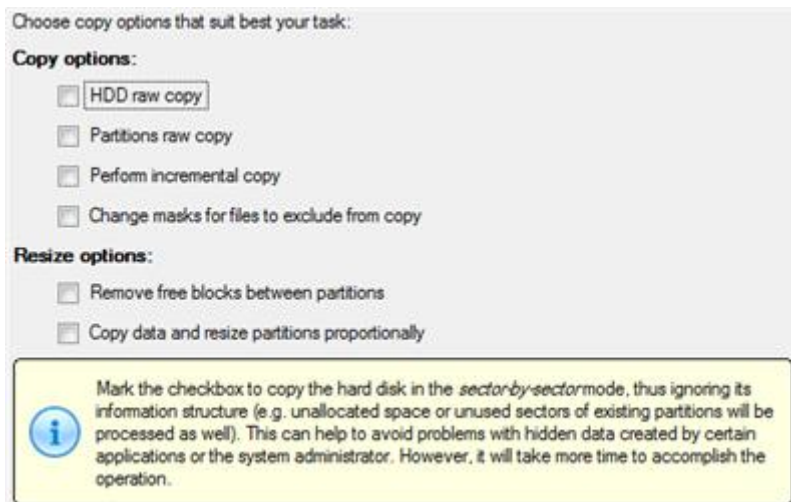 Choose copy options that suit best your task:
Copy options:
HDD raw copy
Partitions raw copy
Perform incremental copy
Change masks for files to exclude from copy
Resize options:
Remove free blocks between partitions
Copy data and resize partitions proportionally
Mark the checkbox to copy the hard disk in the sector-by-sector mode, thus ignoring its
information structure (e.g. unallocated space or unused sectors of existing partitions will be
processed as well). This can help to avoid problems with hidden data created by certain
applications or the system administrator. However, it will take more time to accomplish the
operation.